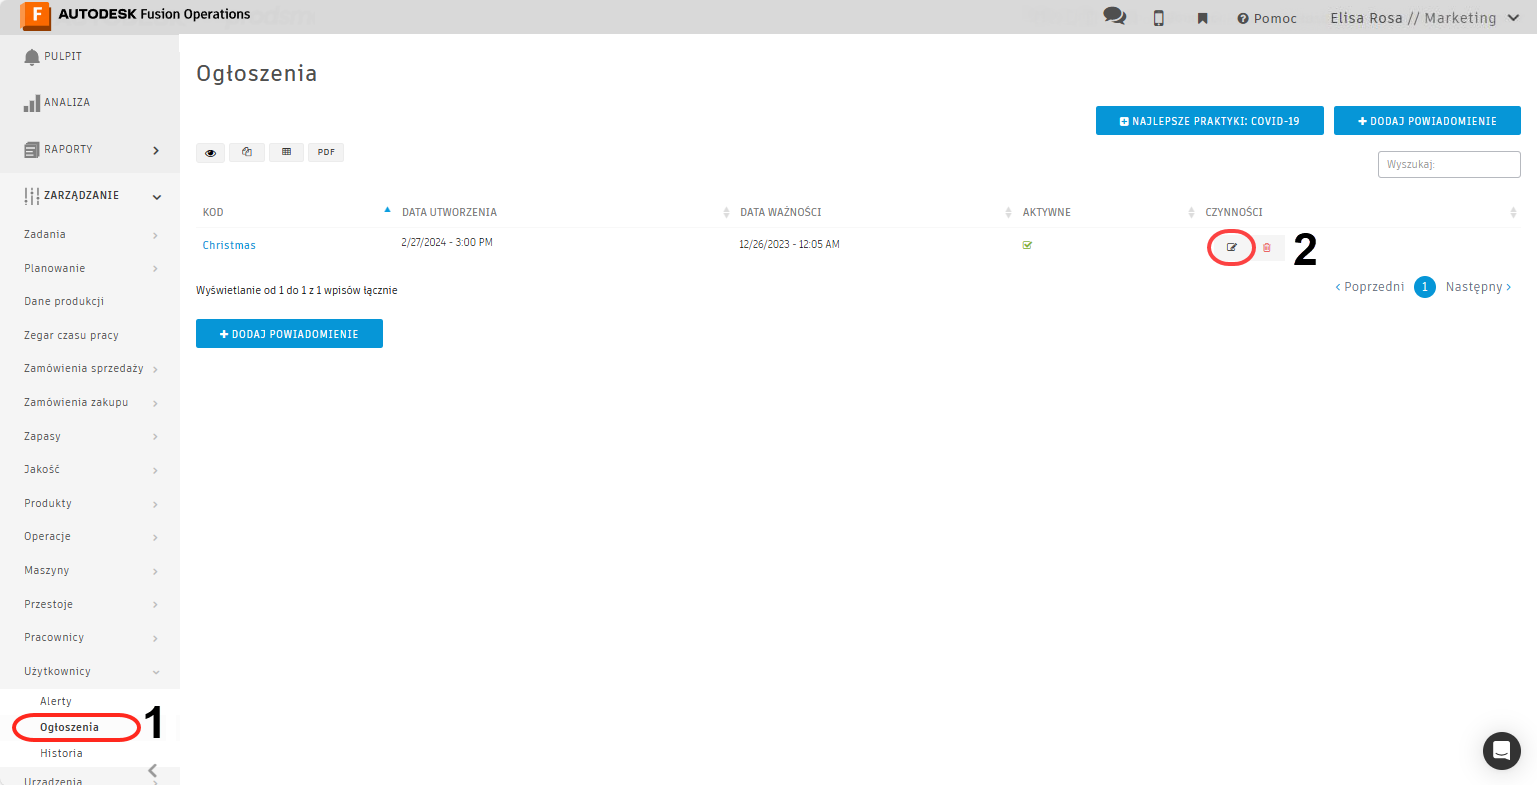 AUTODESK Fusion Operations
Pomoc
Elisa Rosa // Marketing
PULPIT
ANALIZA
RAPORTY
ZARZĄDZANIE
Zadania
Planowanie
Dane produkcji
Zegar czasu pracy
Zamówienia sprzedaży
Zamówienia zakupu
Zapasy
Jakość
Produkty
Operacje
Maszyny
Przestoje
Pracownicy
Użytkownicy
Alerty
Ogłoszenia 1
Historia
Urządzenia
Ogłoszenia
NAJLEPSZE PRAKTYKI: COVID-19
DODAJ POWIADOMIENIE
PDF
Wyszukaj:
KOD DATA UTWORZENIA DATA WAŻNOŚCI AKTYWNE CZYNNOŚCI
Christmas 2/27/2024 - 3:00 PM 12/26/2023 - 12:05 AM 2
Wyświetlanie od 1 do 1 z 1 wpisów łącznie
‹ Poprzedni 1 Następny ›
DODAJ POWIADOMIENIE